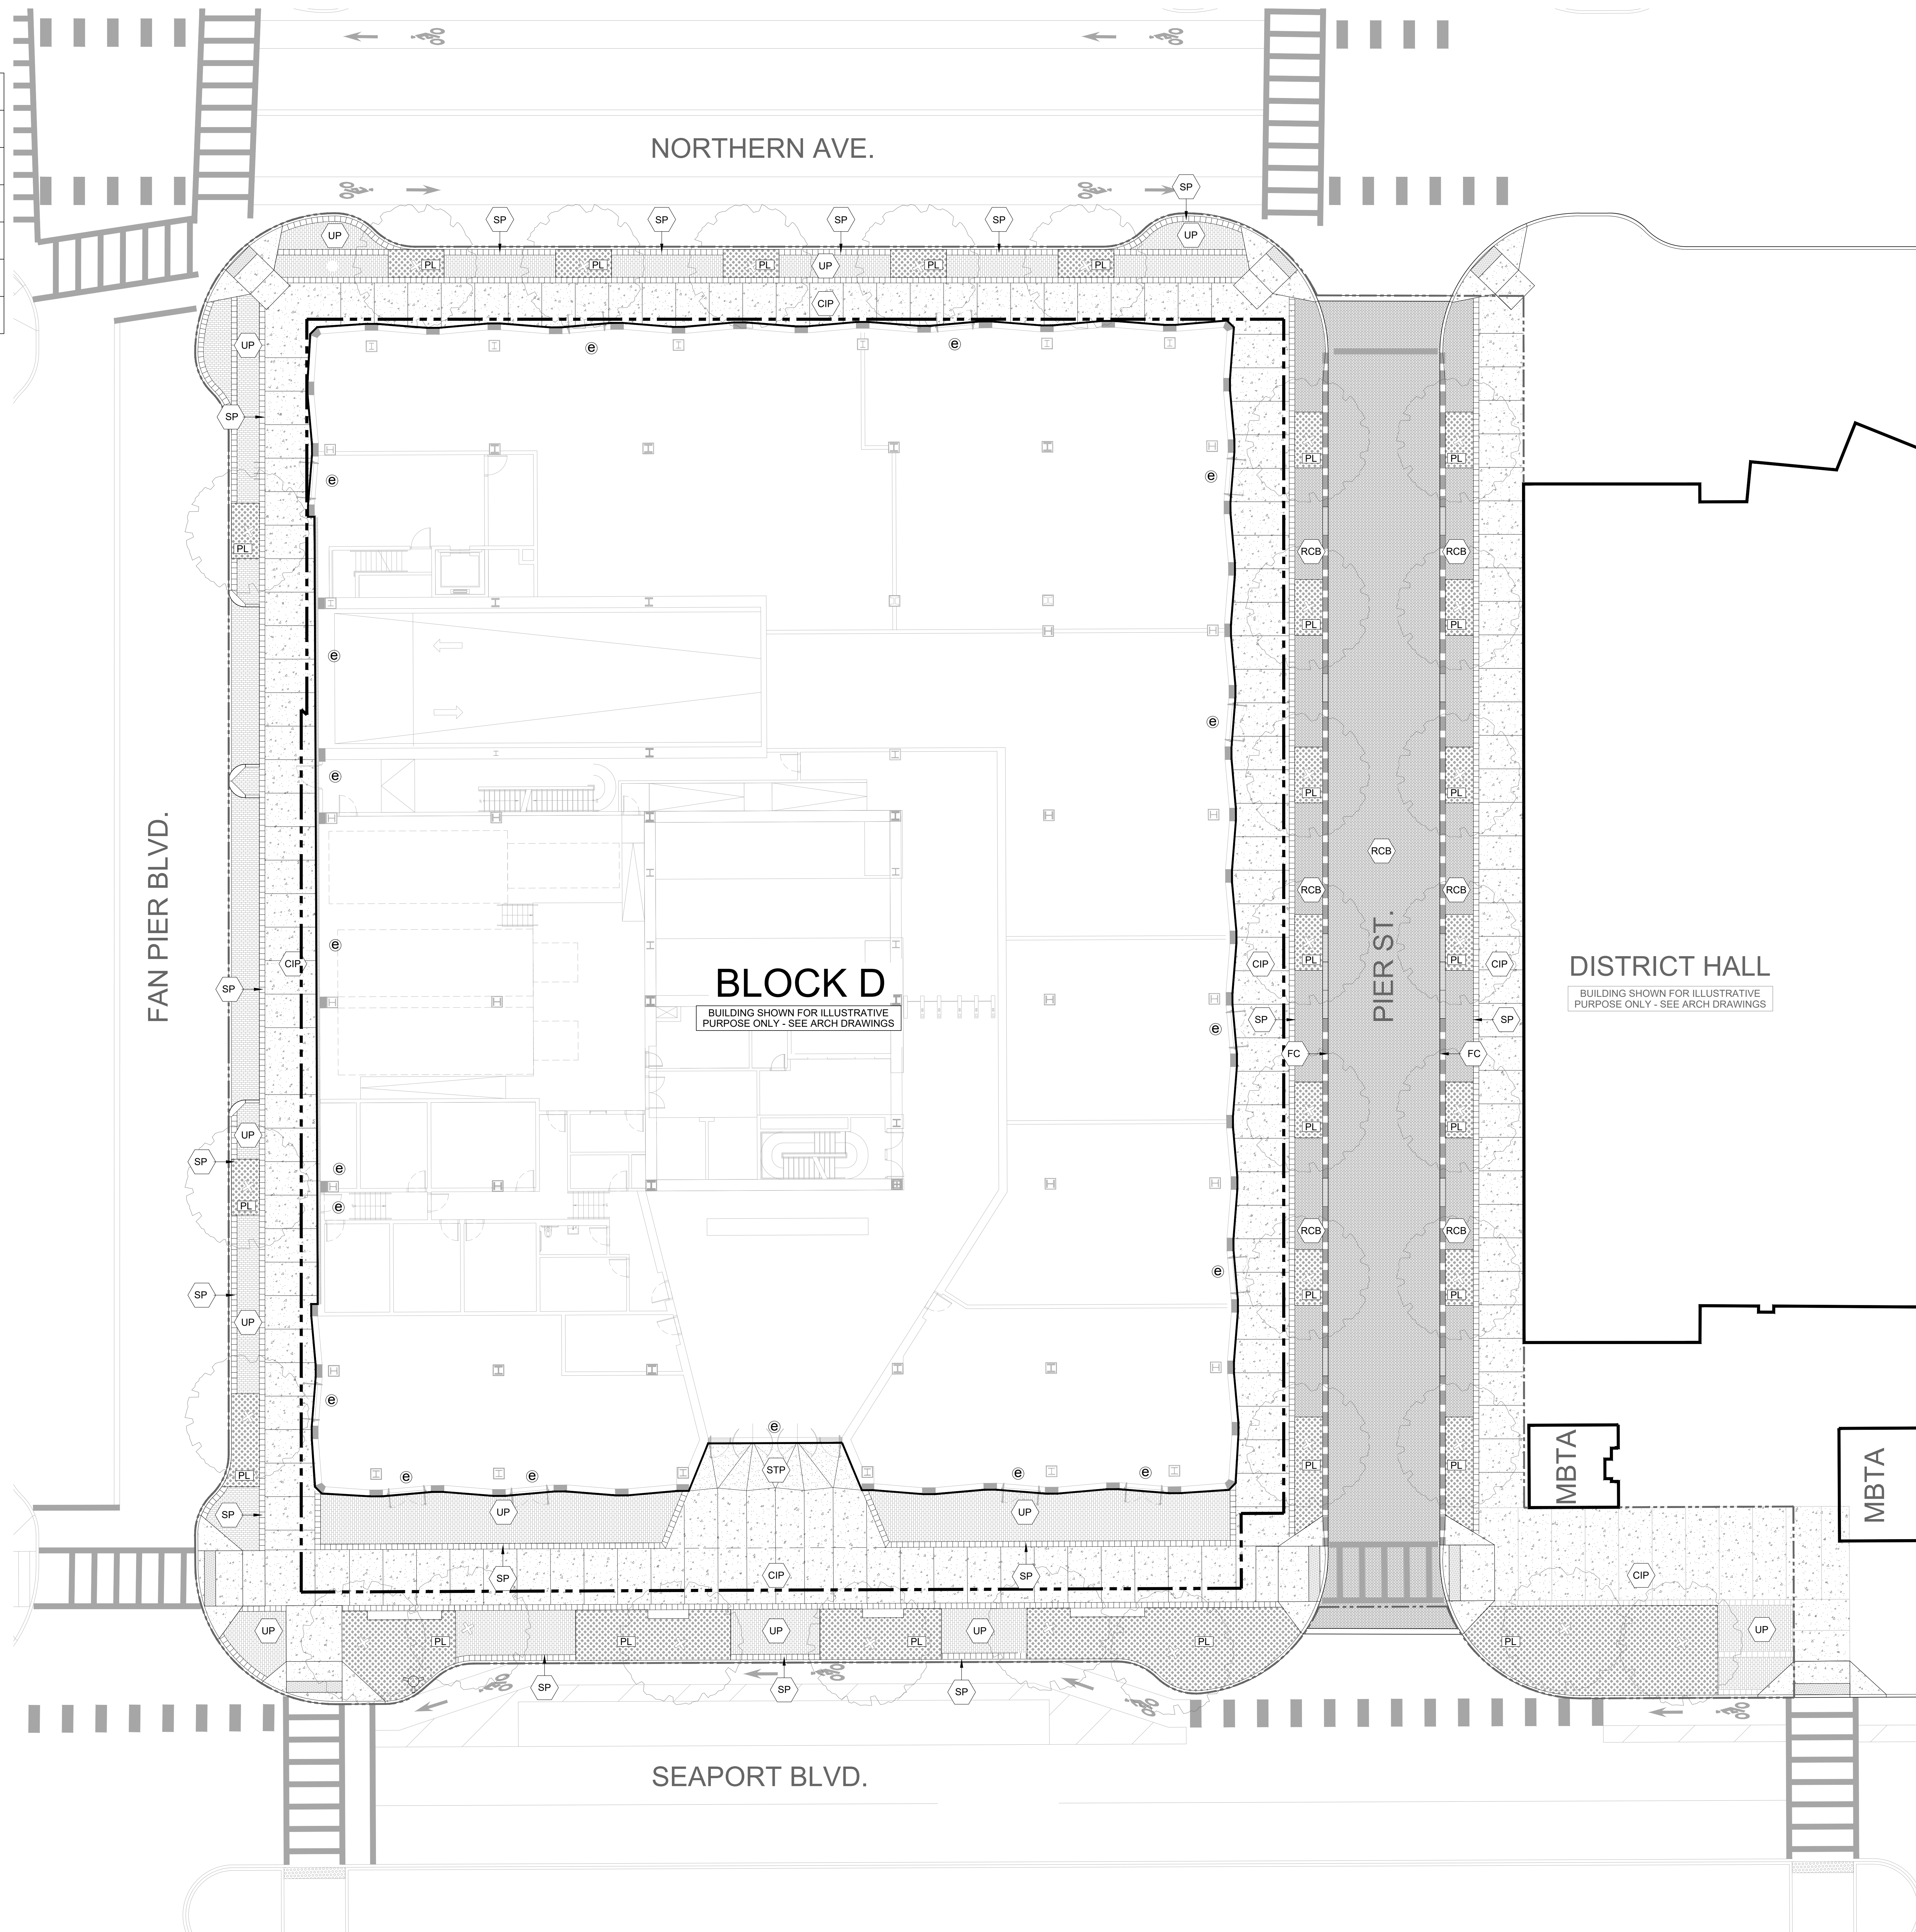 NORTHERN AVE.
SP
SP
SP
SP
SP
UP
UP
PL
PL
PL
UP
PL
PL
CIP
UP
e
e
SP
PL
PL
e
e
PL
RCB
RCB
PL
PL
e
e
e
PL
PL
RCB
FAN PIER BLVD.
RCB
RCB
PIER ST.
e
CIP
CIP
CIP
PL
PL
DISTRICT HALL
BUILDING SHOWN FOR ILLUSTRATIVE
PURPOSE ONLY - SEE ARCH DRAWINGS
BLOCK D
BUILDING SHOWN FOR ILLUSTRATIVE
PURPOSE ONLY - SEE ARCH DRAWINGS
SP
SP
SP
e
FC
FC
UP
PL
PL
SP
e
PL
e
RCB
RCB
e
SP
PL
PL
UP
e
e
STP
PL
e
e
e
e
PL
PL
MBTA
MBTA
SP
UP
UP
SP
CIP
SP
CIP
UP
PL
PL
UP
PL
UP
PL
PL
UP
SP
SP
SP
SEAPORT BLVD.